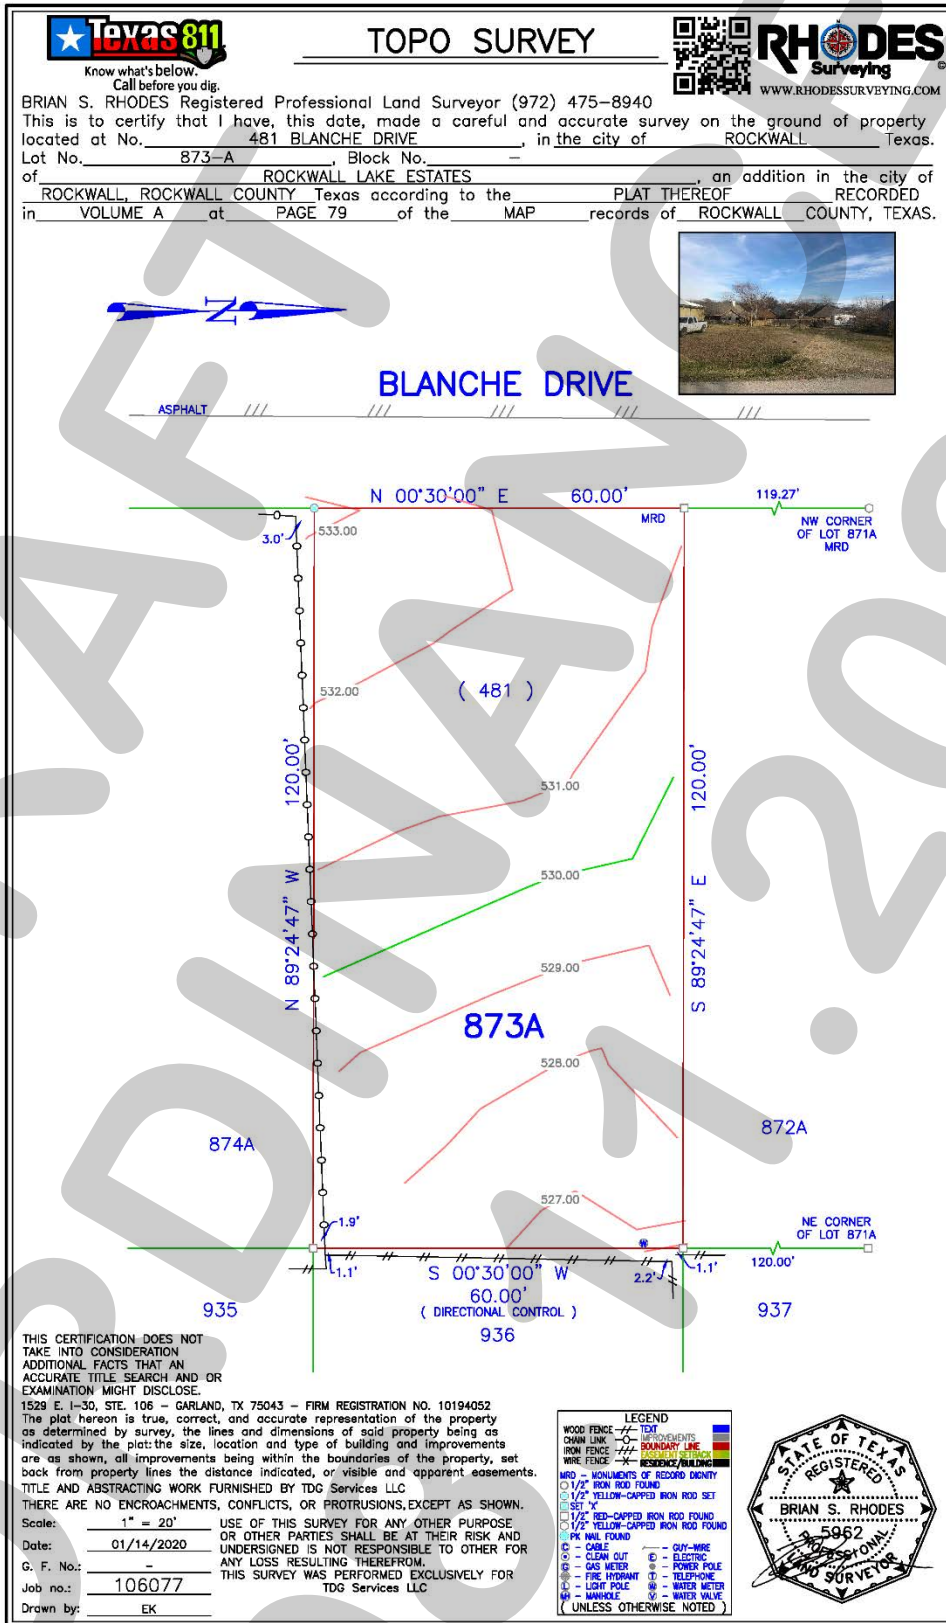 Texas 811
Know what's below.
Call before you dig.
TOPO SURVEY
RHODES
Surveying
WWW.RHODESSURVEYING.COM
BRIAN S. RHODES Registered Professional Land Surveyor (972) 475-8940
This is to certify that I have, this date, made a careful and accurate survey on the ground of property
located at No. 481 BLANCHE DRIVE, in the city of ROCKWALL Texas.
Lot No. 873-A, Block No. -
of ROCKWALL LAKE ESTATES, an addition in the city of
ROCKWALL, ROCKWALL COUNTY Texas according to the PLAT THEREOF RECORDED
in VOLUME A at PAGE 79 of the MAP records of ROCKWALL COUNTY, TEXAS.
N
BLANCHE DRIVE
ASPHALT
N 00°30'00" E 60.00'
119.27'
MRD
NW CORNER
OF LOT 871A
MRD
3.0'
533.00
532.00
( 481 )
120.00'
N 89°24'47" W
120.00'
S 89°24'47" E
531.00
530.00
529.00
873A
528.00
874A
872A
527.00
1.9'
NE CORNER
OF LOT 871A
1.1'
S 00°30'00" W
2.2'
1.1'
120.00'
60.00'
( DIRECTIONAL CONTROL )
935
936
937
THIS CERTIFICATION DOES NOT
TAKE INTO CONSIDERATION
ADDITIONAL FACTS THAT AN
ACCURATE TITLE SEARCH AND OR
EXAMINATION MIGHT DISCLOSE.
1529 E. I-30, STE. 106 - GARLAND, TX 75043 - FIRM REGISTRATION NO. 10194052
The plat hereon is true, correct, and accurate representation of the property
as determined by survey, the lines and dimensions of said property being as
indicated by the plat: the size, location and type of building and improvements
are as shown, all improvements being within the boundaries of the property, set
back from property lines the distance indicated, or visible and apparent easements.
TITLE AND ABSTRACTING WORK FURNISHED BY TDG Services LLC
THERE ARE NO ENCROACHMENTS, CONFLICTS, OR PROTRUSIONS, EXCEPT AS SHOWN.
Scale: 1" = 20'
Date: 01/14/2020
G. F. No.: -
Job no.: 106077
Drawn by: EK
USE OF THIS SURVEY FOR ANY OTHER PURPOSE
OR OTHER PARTIES SHALL BE AT THEIR RISK AND
UNDERSIGNED IS NOT RESPONSIBLE TO OTHER FOR
ANY LOSS RESULTING THEREFROM.
THIS SURVEY WAS PERFORMED EXCLUSIVELY FOR
TDG Services LLC
LEGEND
WOOD FENCE TEXT
CHAIN LINK IMPROVEMENTS
IRON FENCE BOUNDARY LINE
EASEMENT/SETBACK
WIRE FENCE RESIDENCE/BUILDING
MRD - MONUMENTS OF RECORD DIGNITY
1/2" IRON ROD FOUND
1/2" YELLOW-CAPPED IRON ROD SET
SET 'X'
1/2" RED-CAPPED IRON ROD FOUND
1/2" YELLOW-CAPPED IRON ROD FOUND
PK NAIL FOUND
- CABLE - GUY-WIRE
- CLEAN OUT - ELECTRIC
- GAS METER - POWER POLE
- FIRE HYDRANT - TELEPHONE
- LIGHT POLE - WATER METER
- MANHOLE - WATER VALVE
( UNLESS OTHERWISE NOTED )
STATE OF TEXAS
REGISTERED
BRIAN S. RHODES
5962
PROFESSIONAL
LAND SURVEYOR